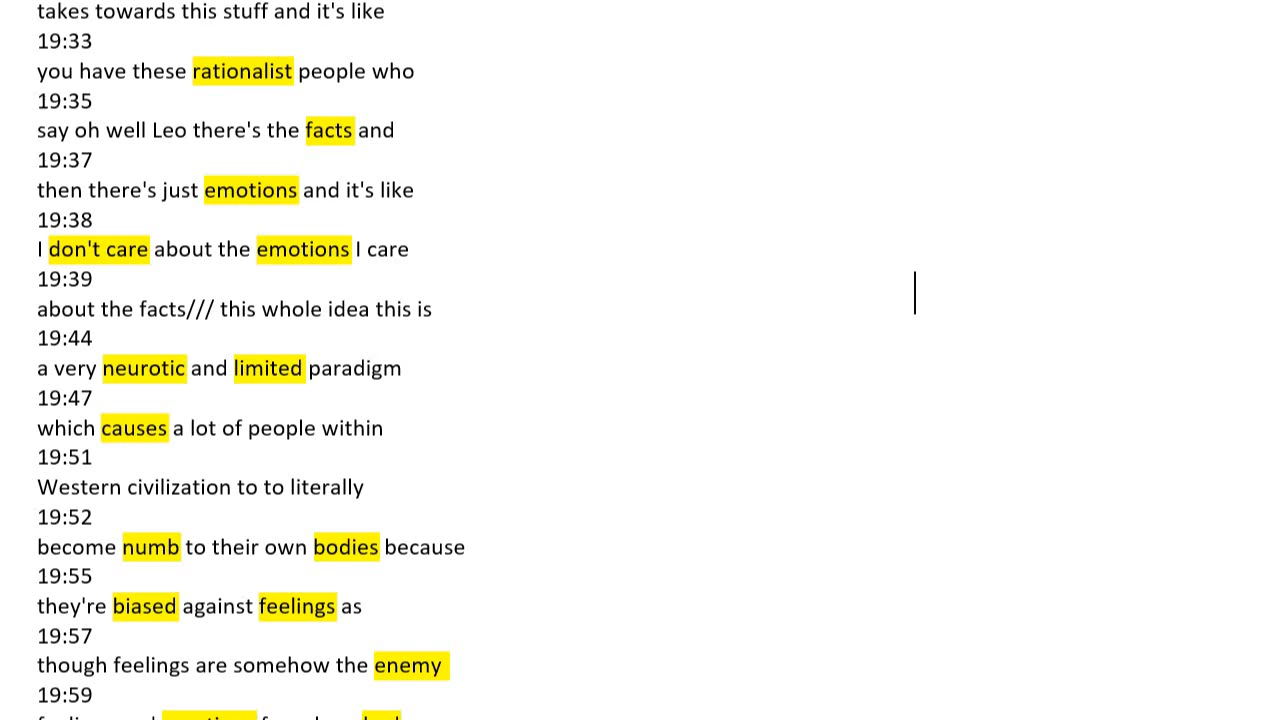 takes towards this stuff and it's like
19:33
you have these rationalist people who
19:35
say oh well Leo there's the facts and
19:37
then there's just emotions and it's like
19:38
I don't care about the emotions I care
19:39
about the facts/// this whole idea this is
19:44
a very neurotic and limited paradigm
19:47
which causes a lot of people within
19:51
Western civilization to to literally
19:52
become numb to their own bodies because
19:55
they're biased against feelings as
19:57
though feelings are somehow the enemy
19:59